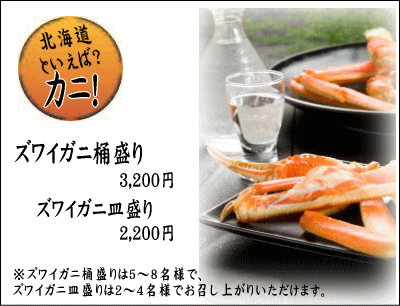 北海道
といえば?
カニ!
ズワイガニ桶盛り
3,200円
ズワイガニ皿盛り
2,200円
※ズワイガニ桶盛りは5〜8名様で、
ズワイガニ皿盛りは2〜4名様でお召し上がりいただけます。